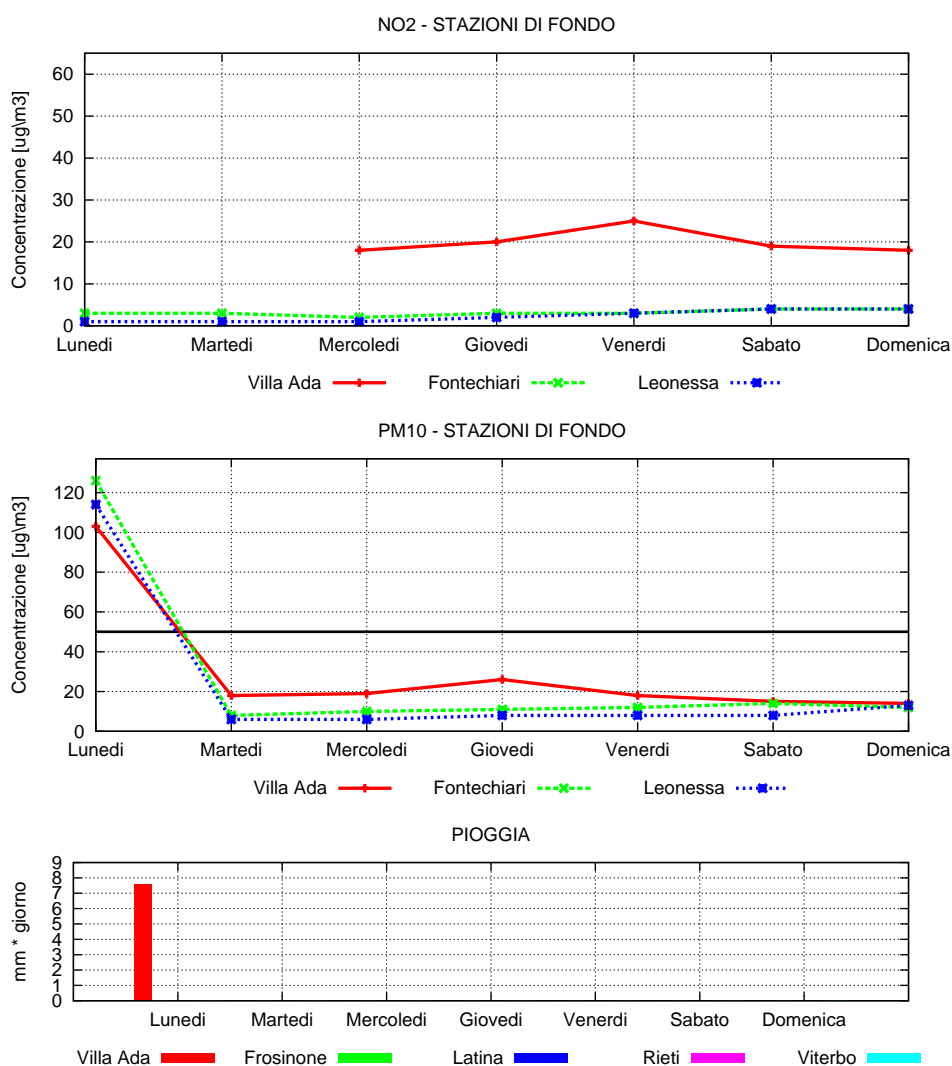 NO2 - STAZIONI DI FONDO
Concentrazione [ug\m3]
60
50
40
30
20
10
0
Lunedi Martedi Mercoledi Giovedi Venerdi Sabato Domenica
Villa Ada Fontechiari Leonessa
PM10 - STAZIONI DI FONDO
Concentrazione [ug\m3]
120
100
80
60
40
20
0
Lunedi Martedi Mercoledi Giovedi Venerdi Sabato Domenica
Villa Ada Fontechiari Leonessa
PIOGGIA
mm * giorno
9
8
7
6
5
4
3
2
1
0
Lunedi Martedi Mercoledi Giovedi Venerdi Sabato Domenica
Villa Ada Frosinone Latina Rieti Viterbo